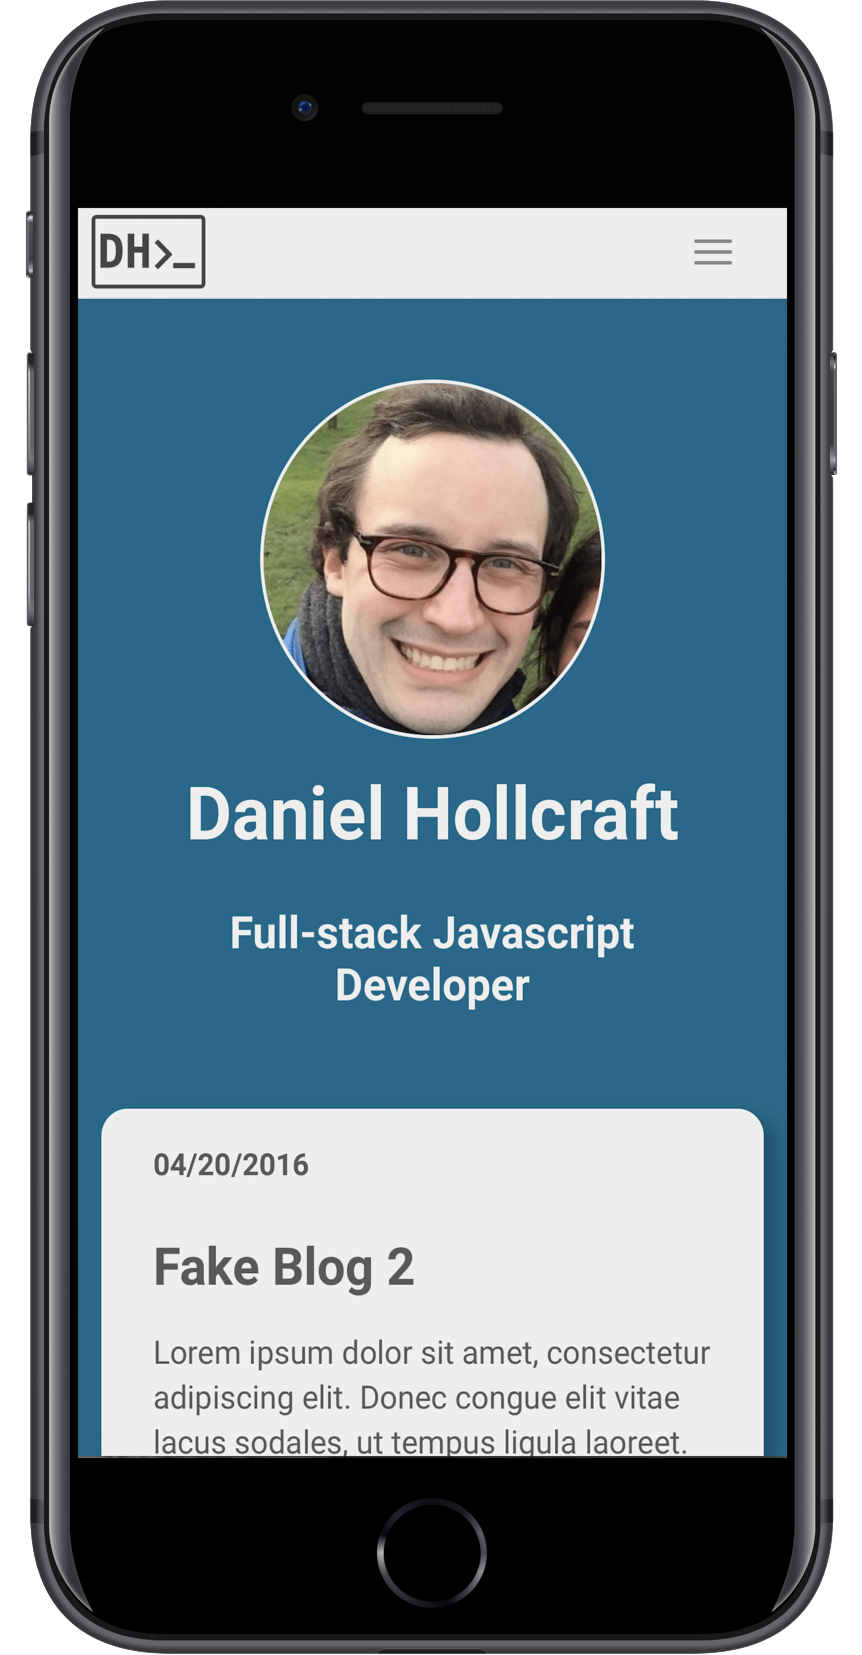 DH>_
Daniel Hollcraft
Full-stack Javascript
Developer
04/20/2016
Fake Blog 2
Lorem ipsum dolor sit amet, consectetur
adipiscing elit. Donec congue elit vitae
lacus sodales, ut tempus ligula laoreet.